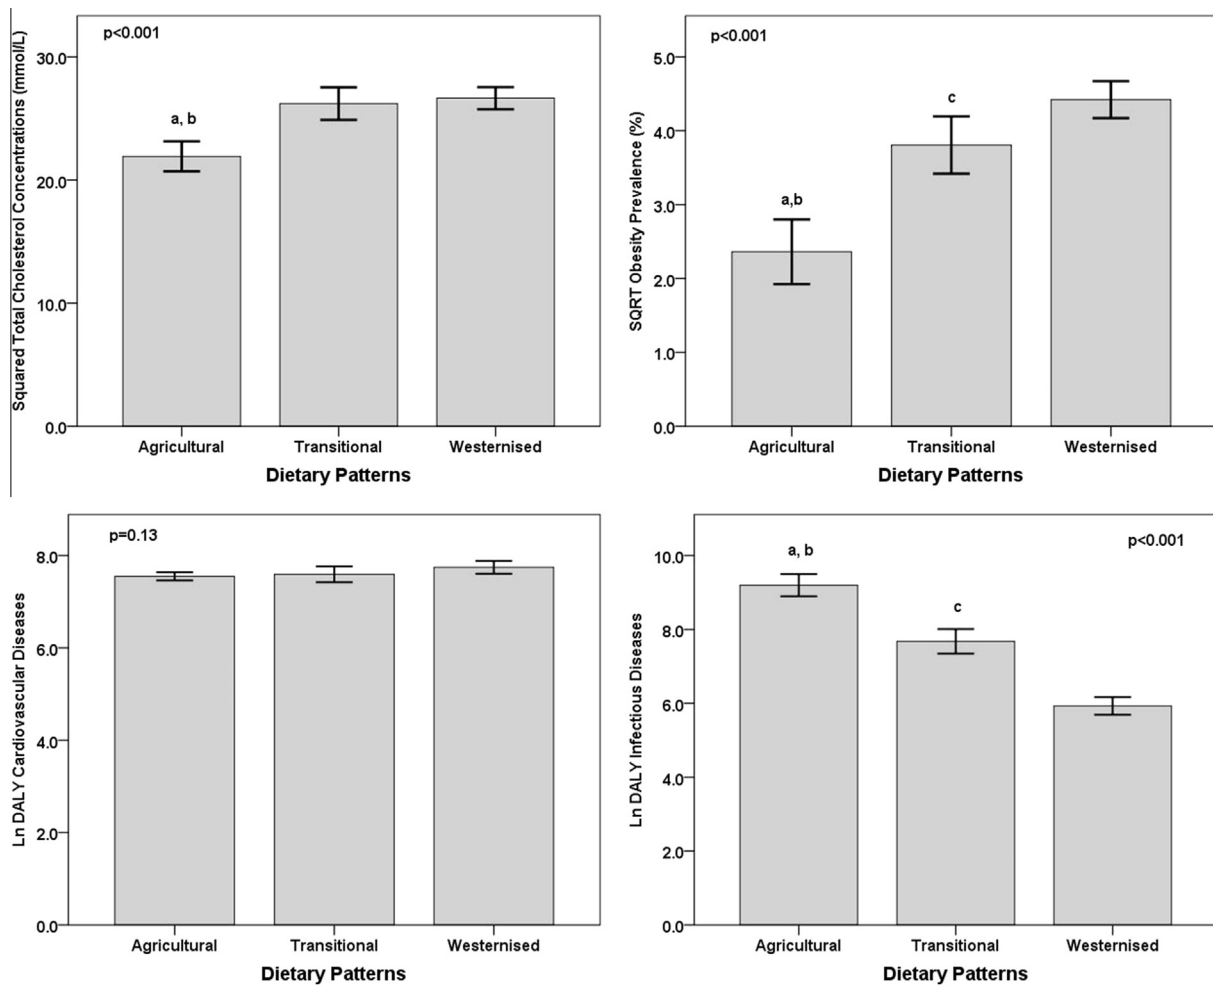 Squared Total Cholesterol Concentrations (mmol/L)
p<0.001
30.0
20.0
10.0
0.0
a, b
Agricultural Transitional Westernised
Dietary Patterns
SQRT Obesity Prevalence (%)
p<0.001
5.0
4.0
3.0
2.0
1.0
0.0
a,b
c
Agricultural Transitional Westernised
Dietary Patterns
Ln DALY Cardiovascular Diseases
p=0.13
8.0
6.0
4.0
2.0
0.0
Agricultural Transitional Westernised
Dietary Patterns
Ln DALY Infectious Diseases
p<0.001
10.0
8.0
6.0
4.0
2.0
0.0
a, b
c
Agricultural Transitional Westernised
Dietary Patterns